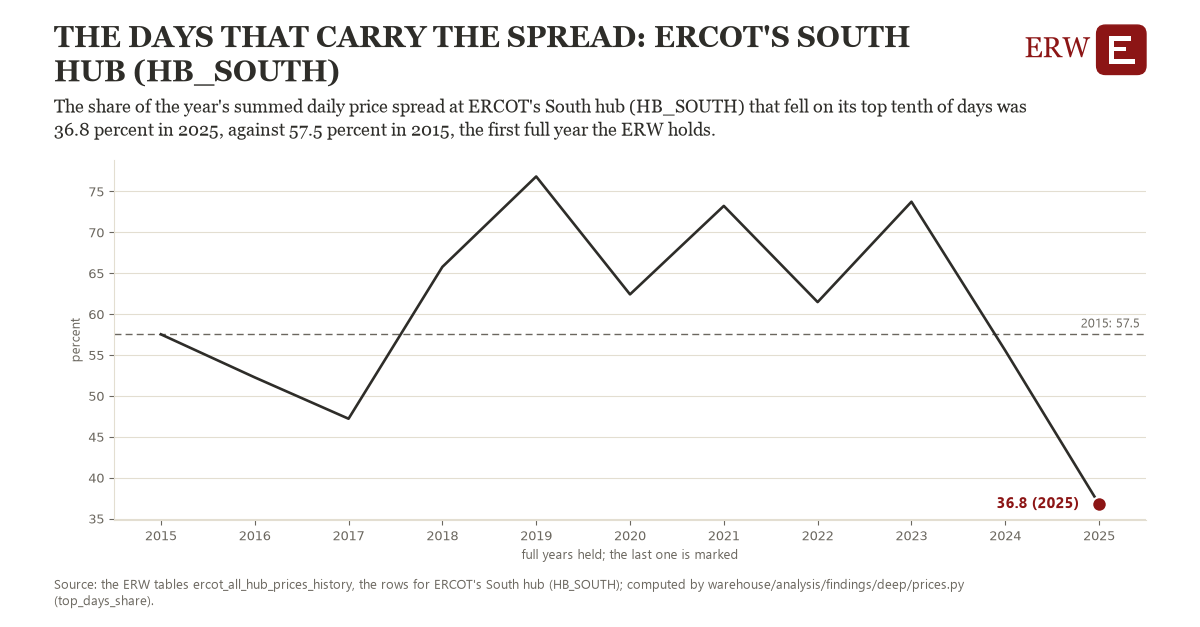 THE DAYS THAT CARRY THE SPREAD: ERCOT'S SOUTH
HUB (HB_SOUTH)
ERW E
The share of the year's summed daily price spread at ERCOT's South hub (HB_SOUTH) that fell on its top tenth of days was
36.8 percent in 2025, against 57.5 percent in 2015, the first full year the ERW holds.
percent
75
70
65
60
55
50
45
40
35
2015: 57.5
36.8 (2025)
2015 2016 2017 2018 2019 2020 2021 2022 2023 2024 2025
full years held; the last one is marked
Source: the ERW tables ercot_all_hub_prices_history, the rows for ERCOT's South hub (HB_SOUTH); computed by warehouse/analysis/findings/deep/prices.py
(top_days_share).